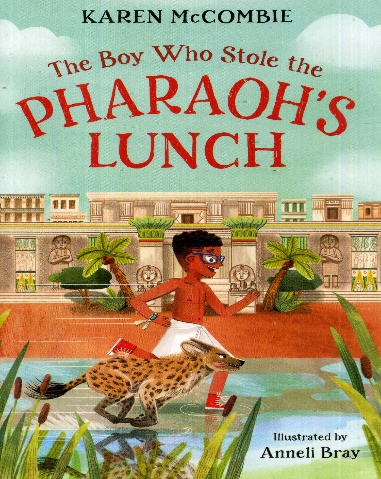 KAREN McCOMBIE
The Boy Who Stole the
PHARAOH'S
LUNCH
Illustrated by
Anneli Bray